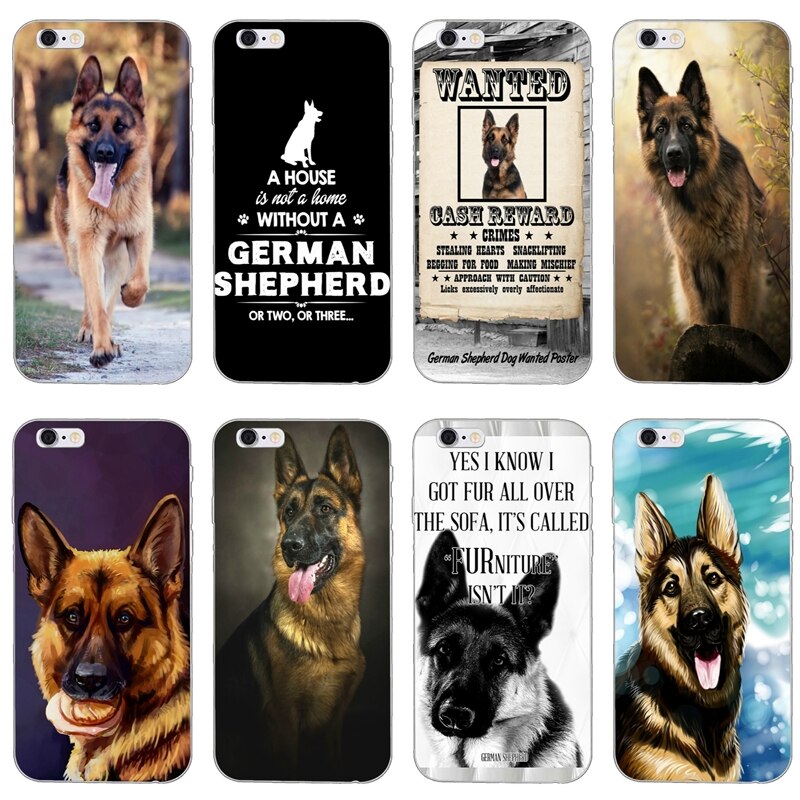 A HOUSE
is not a home
WITHOUT A
GERMAN
SHEPHERD
OR TWO, OR THREE...
WANTED
CASH REWARD
CRIMES
STEALING HEARTS SNACKLIFTING
BEGGING FOR FOOD MAKING MISCHIEF
APPROACH WITH CAUTION
Licks excessively overly affectionate
German Shepherd Dog Wanted Poster
YES I KNOW I
GOT FUR ALL OVER
THE SOFA, IT'S CALLED
"FURNITURE"
ISN'T IT?
GERMAN SHEPHERD